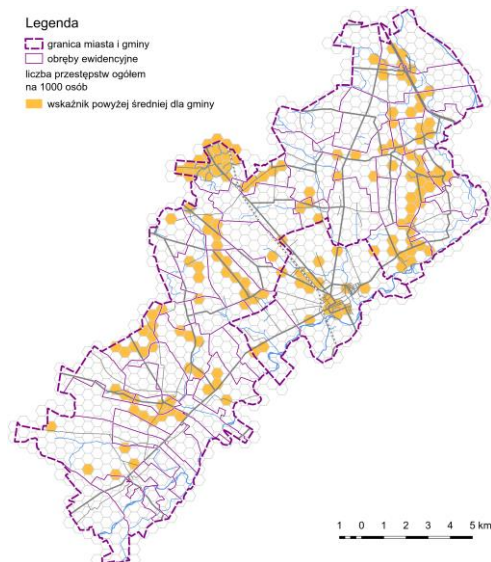 Legenda
granica miasta i gminy
obręby ewidencyjne
liczba przestępstw ogółem
na 1000 osób
wskaźnik powyżej średniej dla gminy
1 0 1 2 3 4 5 km